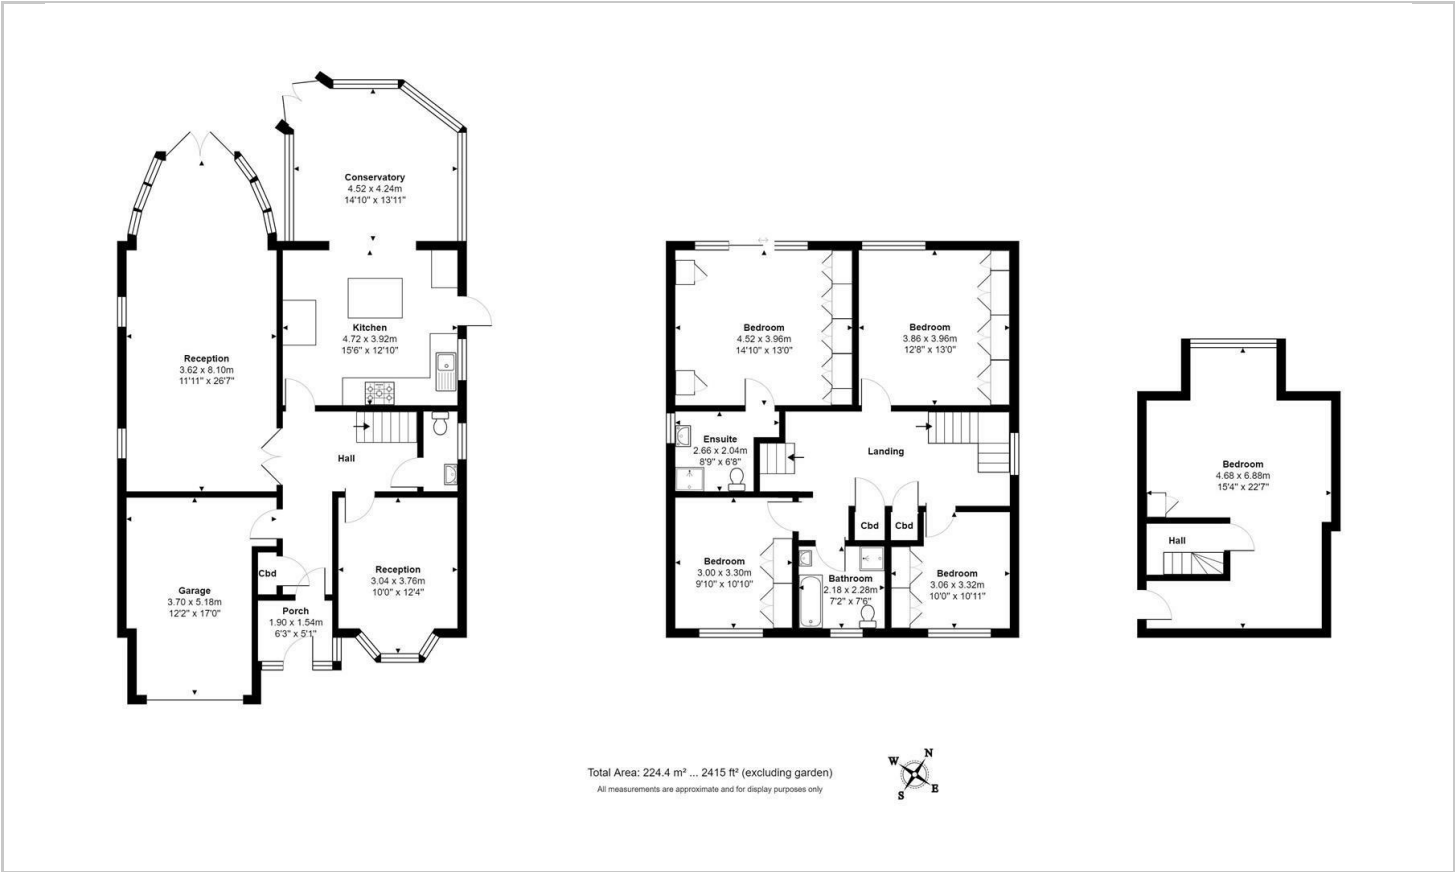 Conservatory
4.52 x 4.24m
14'10" x 13'11"
Kitchen
4.72 x 3.92m
15'6" x 12'10"
Reception
3.62 x 8.10m
11'11" x 26'7"
Hall
Reception
3.04 x 3.76m
10'0" x 12'4"
Cbd
Garage
3.70 x 5.18m
12'2" x 17'0"
Porch
1.90 x 1.54m
6'3" x 5'1"
Bedroom
4.52 x 3.96m
14'10" x 13'0"
Bedroom
3.86 x 3.96m
12'8" x 13'0"
Ensuite
2.66 x 2.04m
8'9" x 6'8"
Landing
Cbd
Cbd
Bedroom
3.00 x 3.30m
9'10" x 10'10"
Bathroom
2.18 x 2.28m
7'2" x 7'6"
Bedroom
3.06 x 3.32m
10'0" x 10'11"
Bedroom
4.68 x 6.88m
15'4" x 22'7"
Hall
Total Area: 224.4 m² ... 2415 ft² (excluding garden)
All measurements are approximate and for display purposes only
N
W
E
S